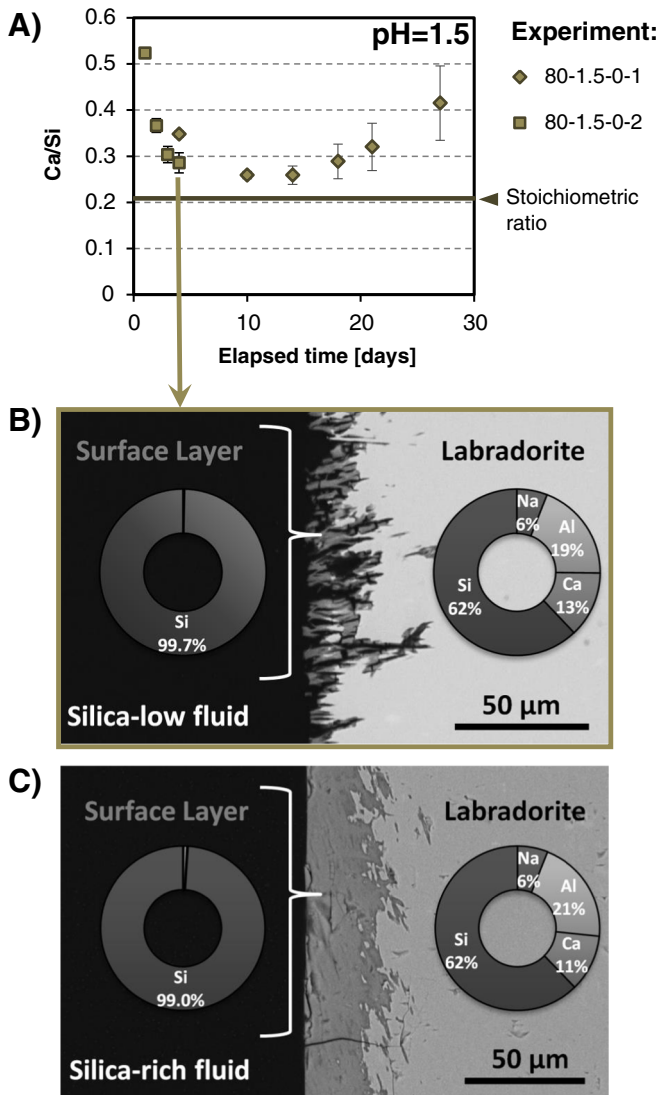 A)
pH=1.5
Ca/Si
0.6
0.5
0.4
0.3
0.2
0.1
0
0
10
20
30
Elapsed time [days]
Experiment:
80-1.5-0-1
80-1.5-0-2
Stoichiometric
ratio
B)
Surface Layer
Si
99.7%
Silica-low fluid
Labradorite
Na
6%
Al
19%
Ca
13%
Si
62%
50 µm
C)
Surface Layer
Si
99.0%
Silica-rich fluid
Labradorite
Na
6%
Al
21%
Ca
11%
Si
62%
50 µm